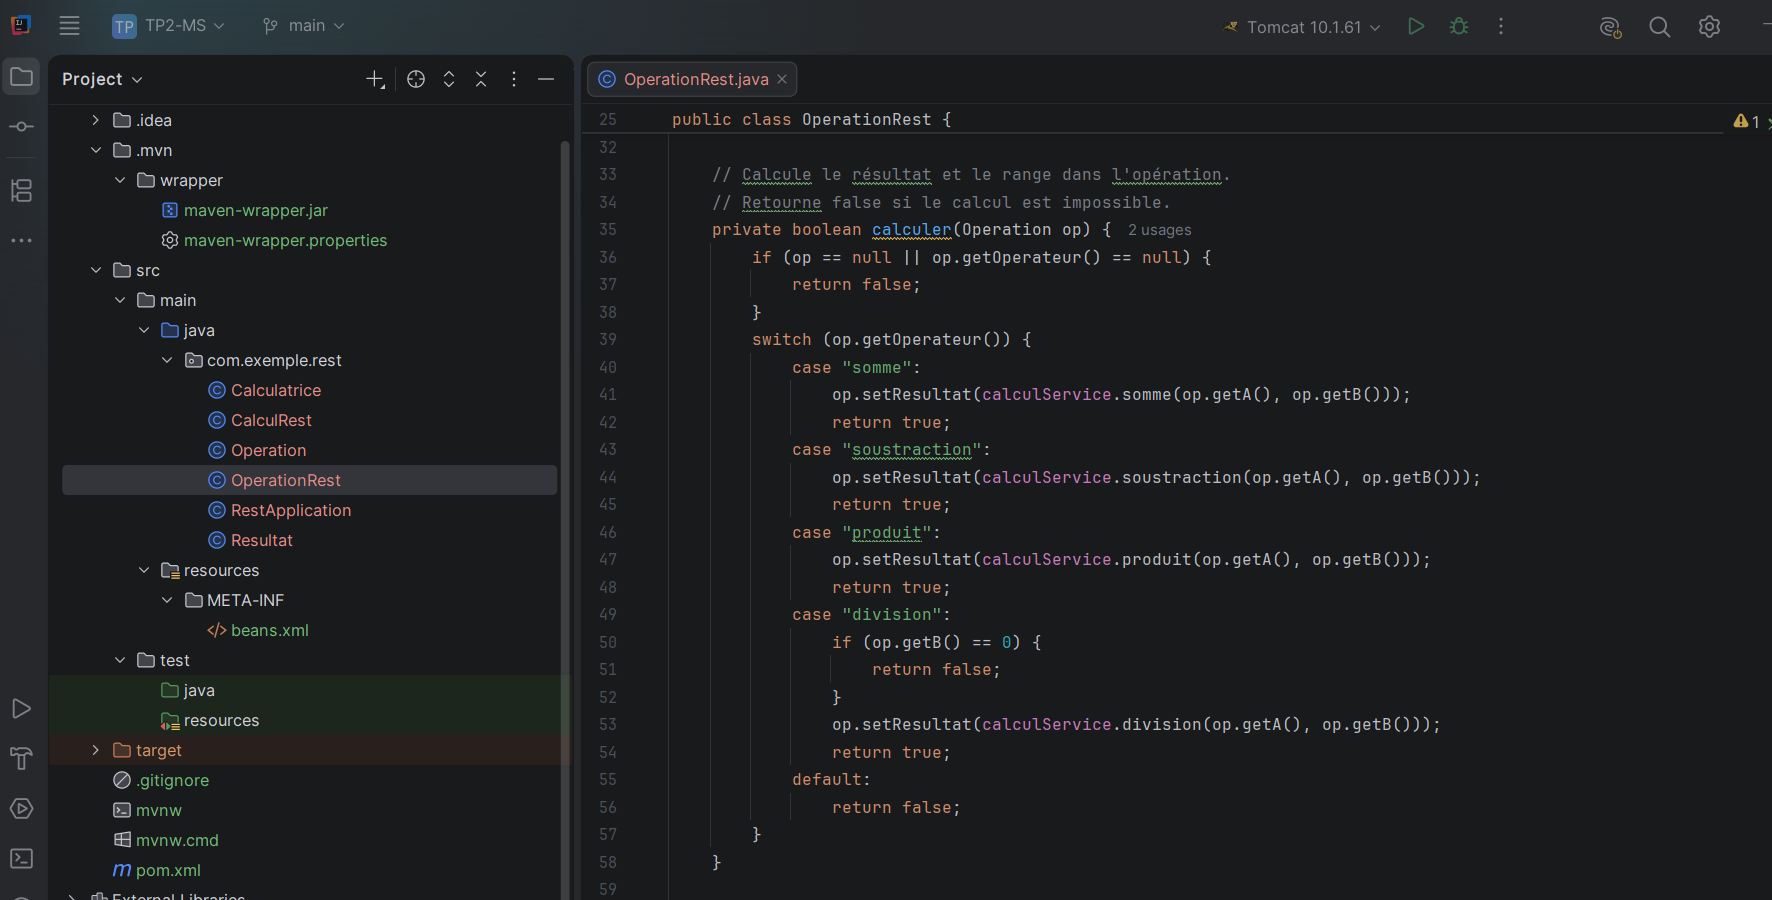 TP TP2-MS main Tomcat 10.1.61
Project
OperationRest.java
.idea
.mvn
wrapper
maven-wrapper.jar
maven-wrapper.properties
src
main
java
com.exemple.rest
Calculatrice
CalculRest
Operation
OperationRest
RestApplication
Resultat
resources
META-INF
beans.xml
test
java
resources
target
.gitignore
mvnw
mvnw.cmd
pom.xml
External Libraries
25 public class OperationRest {
1
32
33 // Calcule le résultat et le range dans l'opération.
34 // Retourne false si le calcul est impossible.
35 private boolean calculer(Operation op) { 2 usages
36 if (op == null || op.getOperateur() == null) {
37 return false;
38 }
39 switch (op.getOperateur()) {
40 case "somme":
41 op.setResultat(calculService.somme(op.getA(), op.getB()));
42 return true;
43 case "soustraction":
44 op.setResultat(calculService.soustraction(op.getA(), op.getB()));
45 return true;
46 case "produit":
47 op.setResultat(calculService.produit(op.getA(), op.getB()));
48 return true;
49 case "division":
50 if (op.getB() == 0) {
51 return false;
52 }
53 op.setResultat(calculService.division(op.getA(), op.getB()));
54 return true;
55 default:
56 return false;
57 }
58 }
59